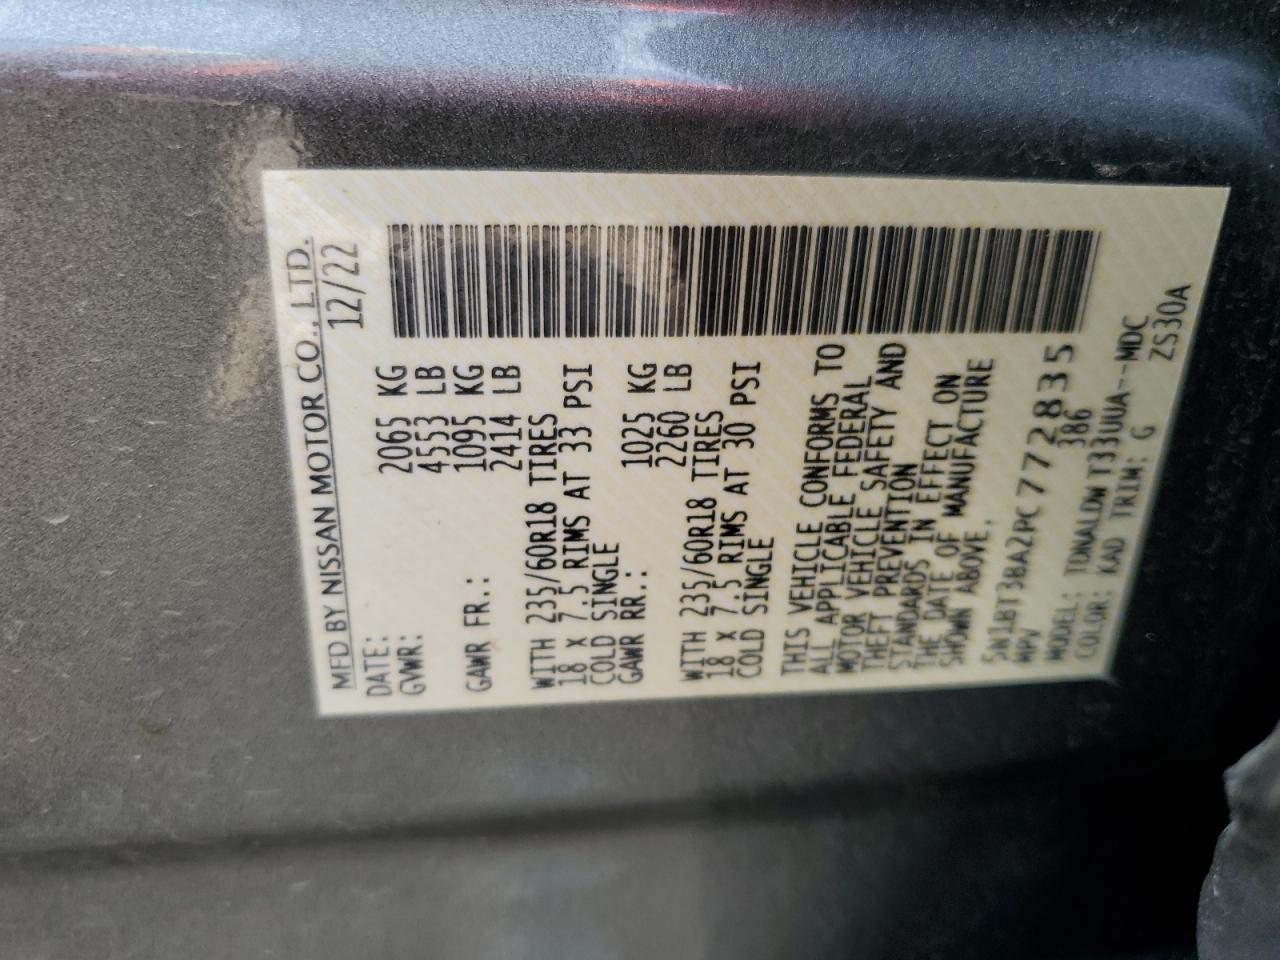 MFD BY NISSAN MOTOR CO., LTD.
DATE: 12/22
GVWR: 2065 KG
4553 LB
GAWR FR.: 1095 KG
2414 LB
WITH 235/60R18 TIRES
18 x 7.5 RIMS AT 33 PSI
COLD SINGLE
GAWR RR.: 1025 KG
2260 LB
WITH 235/60R18 TIRES
18 x 7.5 RIMS AT 30 PSI
COLD SINGLE
THIS VEHICLE CONFORMS TO
ALL APPLICABLE FEDERAL
MOTOR VEHICLE SAFETY AND
THEFT PREVENTION
STANDARDS IN EFFECT ON
THE DATE OF MANUFACTURE
SHOWN ABOVE.
5N1BT3BA2PC772835
MPV 386
MODEL: TDNALDWT33UUA--MDC
COLOR: KAD TRIM: G ZS30A